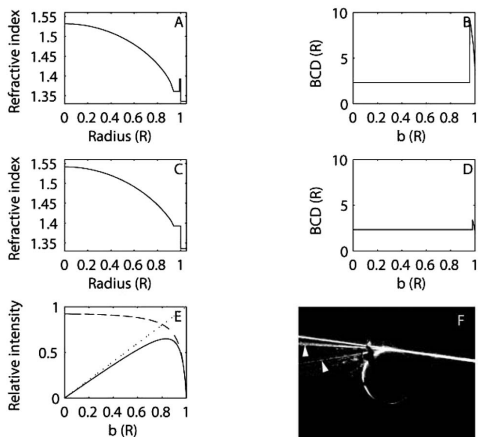 Refractive index
1.55
1.5
1.45
1.4
1.35
A
0 0.2 0.4 0.6 0.8 1
Radius (R)
BCD (R)
10
5
0
B
0 0.2 0.4 0.6 0.8 1
b (R)
Refractive index
1.55
1.5
1.45
1.4
1.35
C
0 0.2 0.4 0.6 0.8 1
Radius (R)
BCD (R)
10
5
0
D
0 0.2 0.4 0.6 0.8 1
b (R)
Relative intensity
1
0.5
0
E
0 0.2 0.4 0.6 0.8 1
b (R)
F